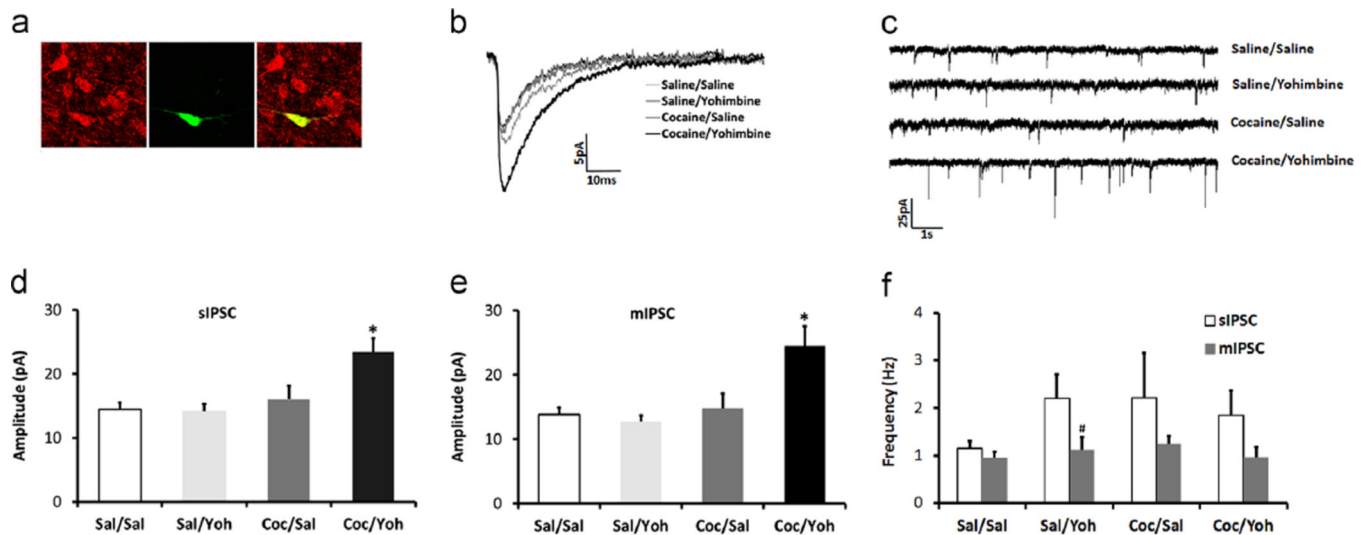 a
b
Saline/Saline
Saline/Yohimbine
Cocaine/Saline
Cocaine/Yohimbine
5pA
10ms
c
Saline/Saline
Saline/Yohimbine
Cocaine/Saline
Cocaine/Yohimbine
25pA
1s
d
sIPSC
Amplitude (pA)
30
20
10
0
*
Sal/Sal Sal/Yoh Coc/Sal Coc/Yoh
e
mIPSC
Amplitude (pA)
30
20
10
0
*
Sal/Sal Sal/Yoh Coc/Sal Coc/Yoh
f
sIPSC
mIPSC
Frequency (Hz)
4
3
2
1
0
#
Sal/Sal Sal/Yoh Coc/Sal Coc/Yoh